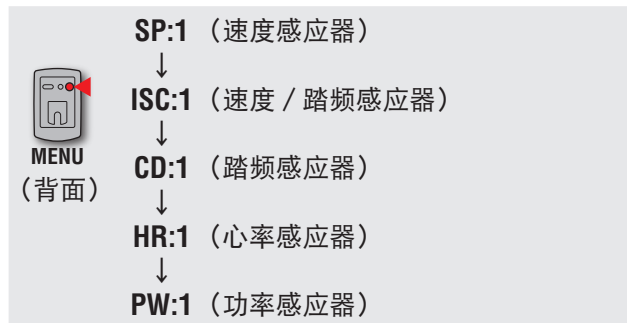 SP:1（速度感应器）
↓
ISC:1（速度 / 踏频感应器）
↓
MENU
（背面）
CD:1（踏频感应器）
↓
HR:1（心率感应器）
↓
PW:1（功率感应器）